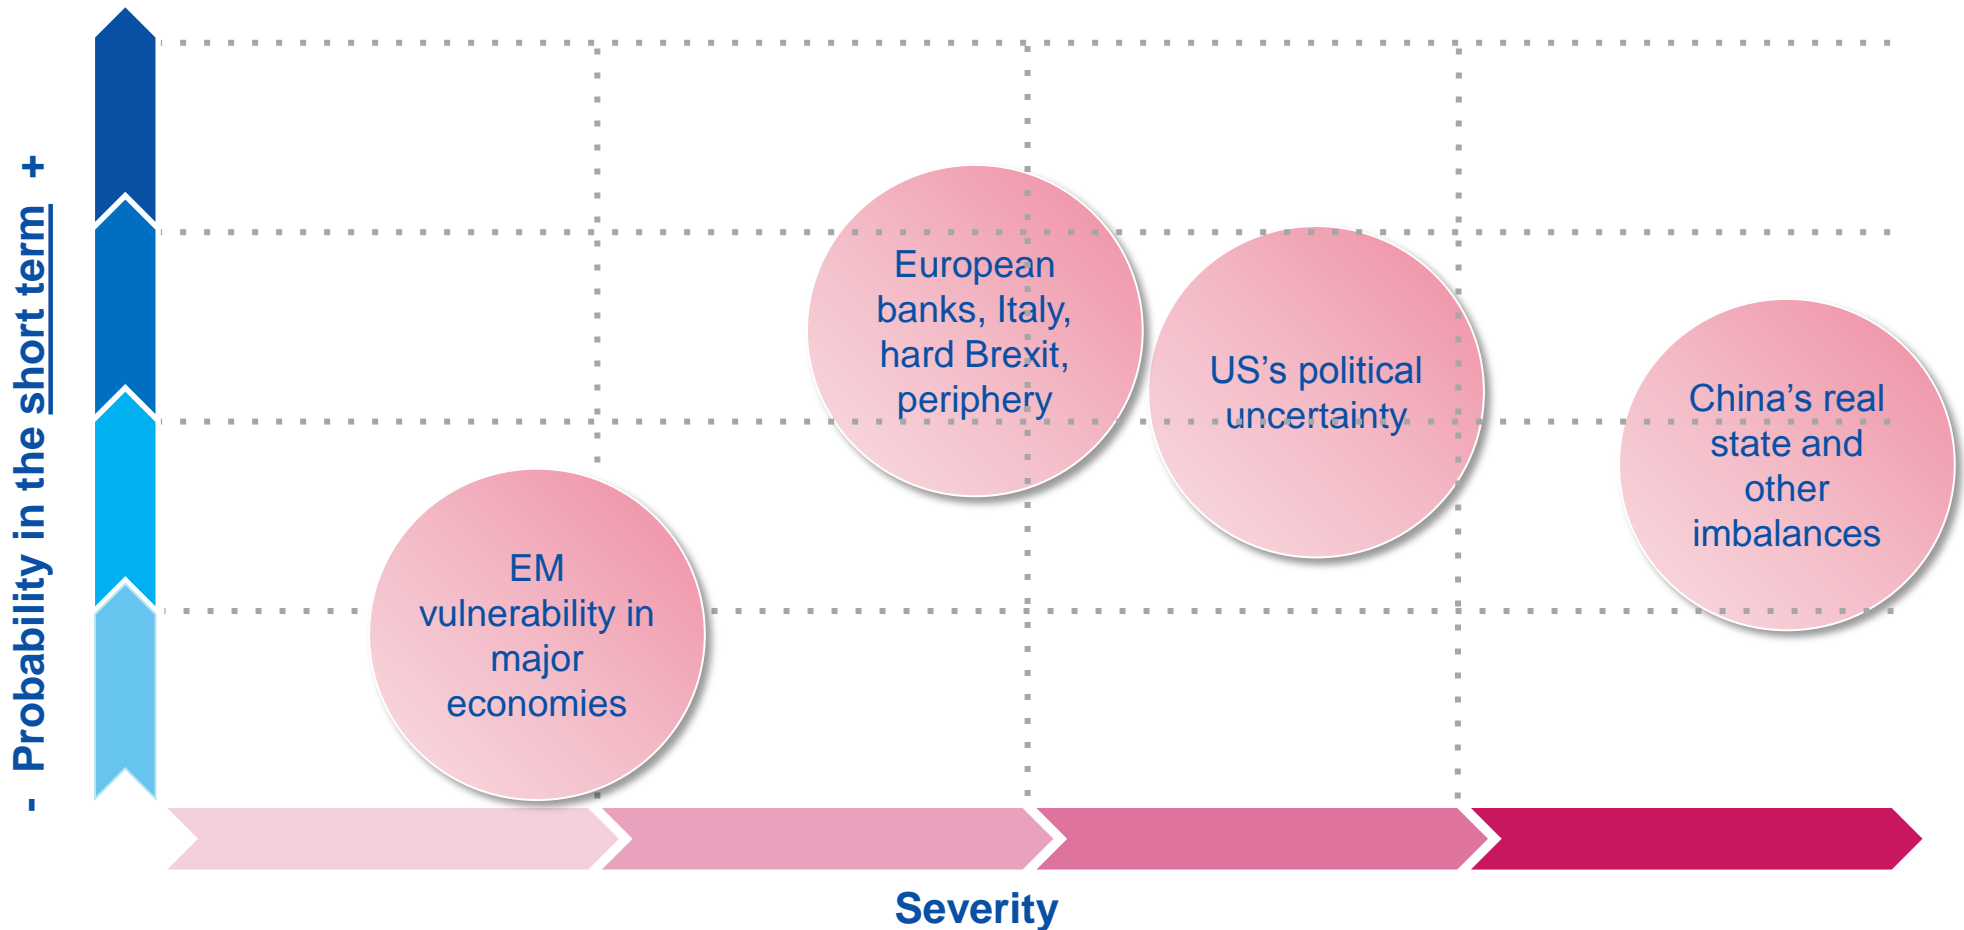 - Probability in the short term +
European
banks, Italy,
hard Brexit,
periphery
US’s political
uncertainty
China’s real
state and
other
imbalances
EM
vulnerability in
major
economies
Severity